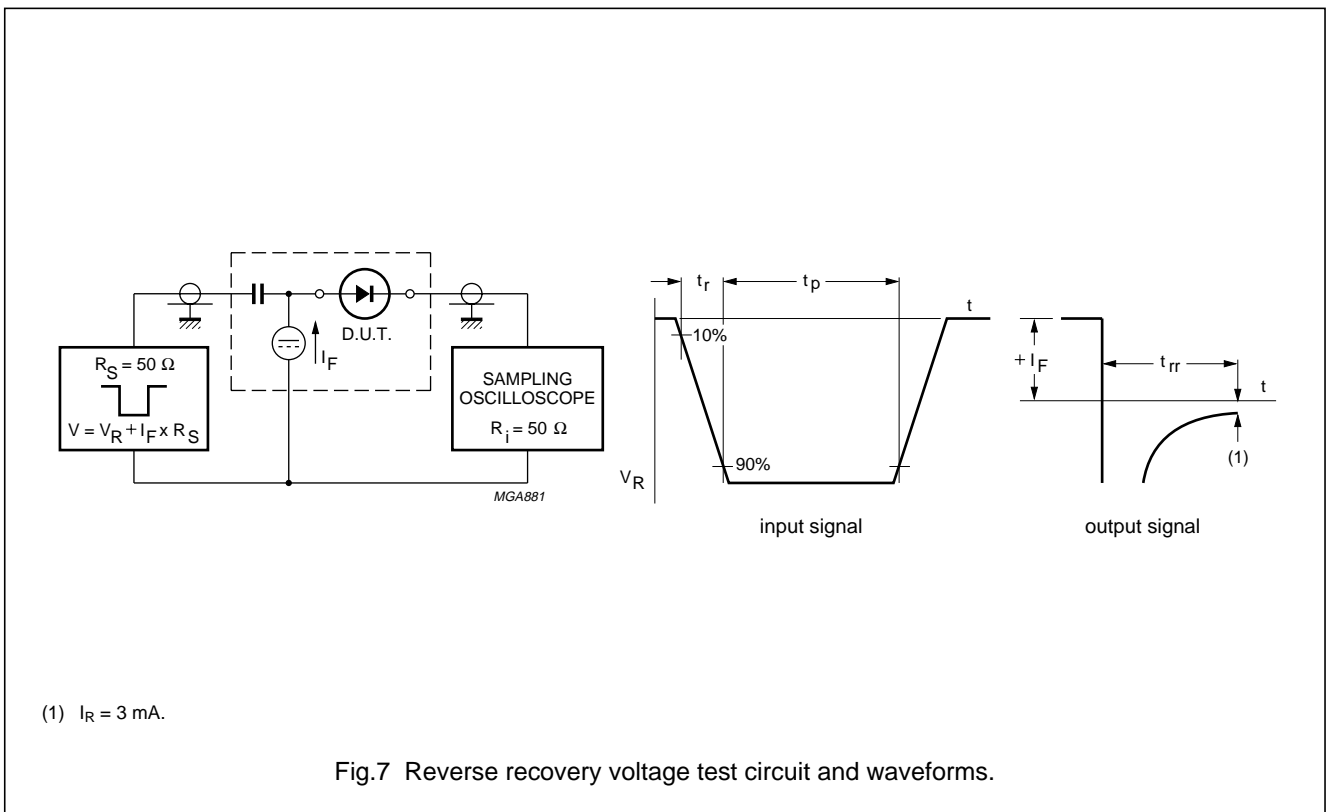 R_S = 50 Ω
V = V_R + I_F x R_S
I_F
D.U.T.
SAMPLING
OSCILLOSCOPE
R_i = 50 Ω
MGA881
t_r
t_p
t
10%
90%
V_R
input signal
+ I_F
t_rr
t
(1)
output signal
(1) I_R = 3 mA.
Fig.7 Reverse recovery voltage test circuit and waveforms.